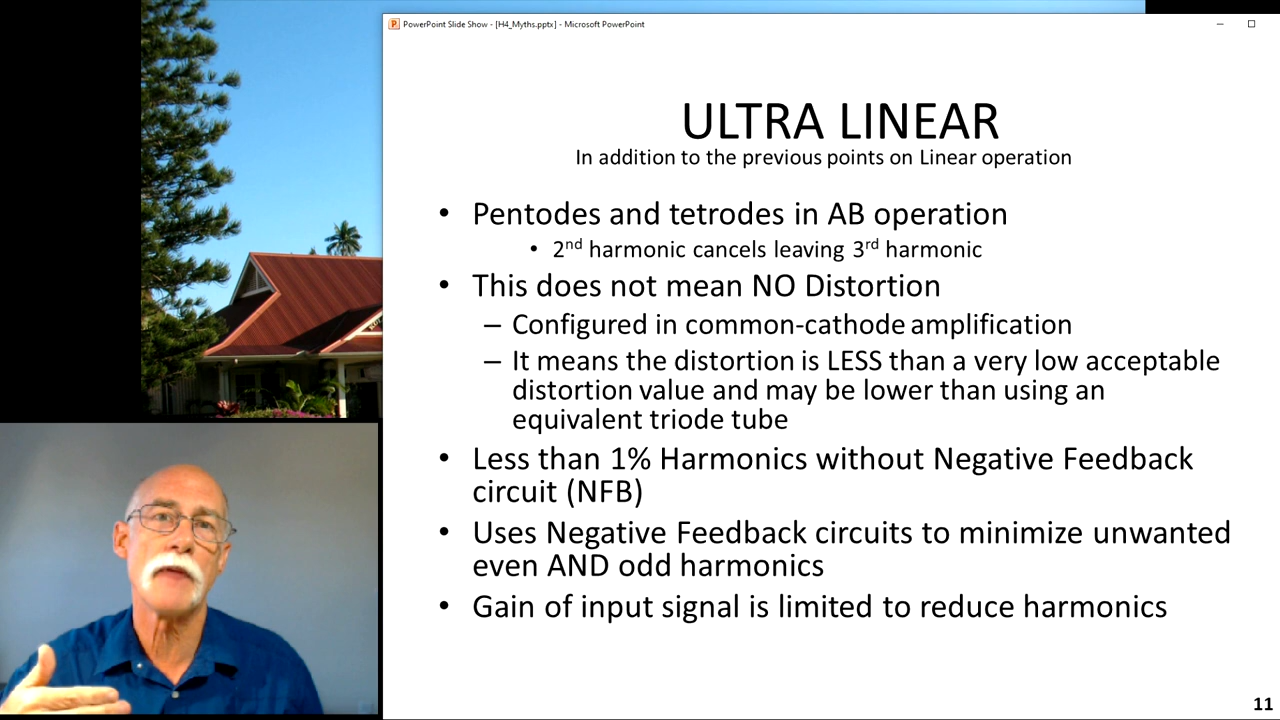 PowerPoint Slide Show - [H4_Myths.pptx] - Microsoft PowerPoint
ULTRA LINEAR
In addition to the previous points on Linear operation
• Pentodes and tetrodes in AB operation
• 2nd harmonic cancels leaving 3rd harmonic
• This does not mean NO Distortion
– Configured in common-cathode amplification
– It means the distortion is LESS than a very low acceptable
distortion value and may be lower than using an
equivalent triode tube
• Less than 1% Harmonics without Negative Feedback
circuit (NFB)
• Uses Negative Feedback circuits to minimize unwanted
even AND odd harmonics
• Gain of input signal is limited to reduce harmonics
11